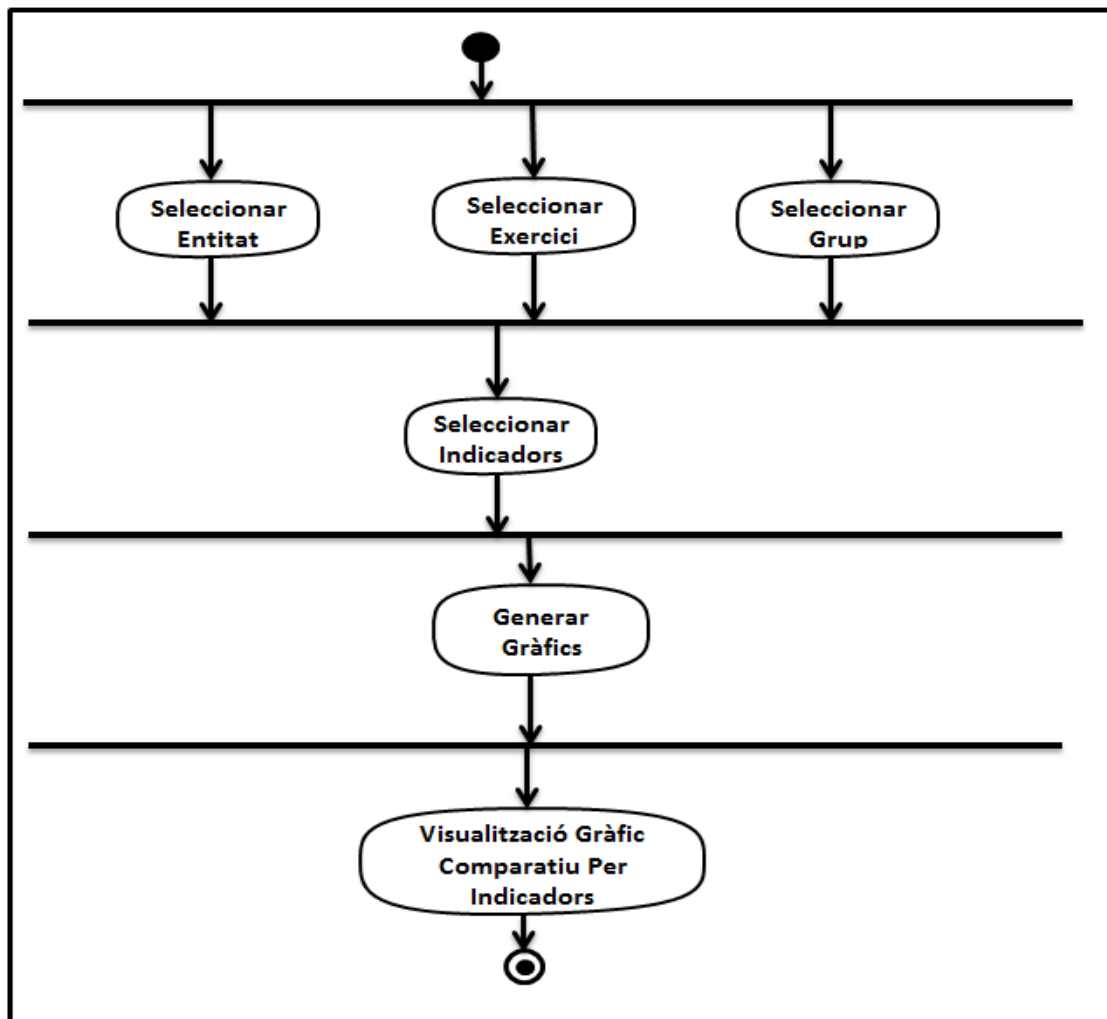 Seleccionar
Entitat
Seleccionar
Exercici
Seleccionar
Grup
Seleccionar
Indicadors
Generar
Gràfics
Visualització Gràfic
Comparatiu Per
Indicadors